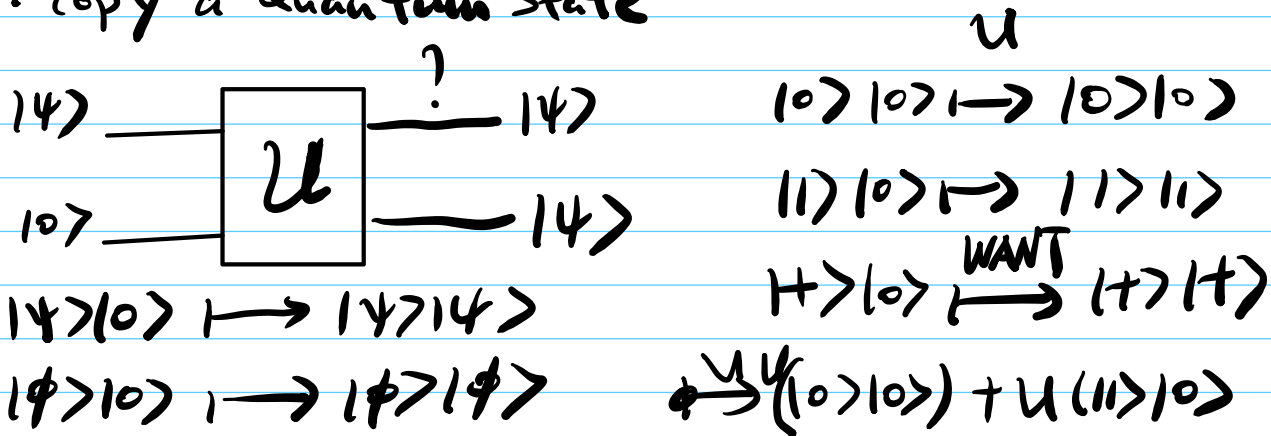 · copy a quantum state
|ψ⟩ U ? |ψ⟩
|0⟩ |ψ⟩
|ψ⟩|0⟩ ⟼ |ψ⟩|ψ⟩
|ϕ⟩|0⟩ ⟼ |ϕ⟩|ϕ⟩
U
|0⟩|0⟩ ⟼ |0⟩|0⟩
|1⟩|0⟩ ⟼ |1⟩|1⟩
WANT
|+⟩|0⟩ ⟼ |+⟩|+⟩
U
⟼ U(|0⟩|0⟩) + U(|1⟩|0⟩